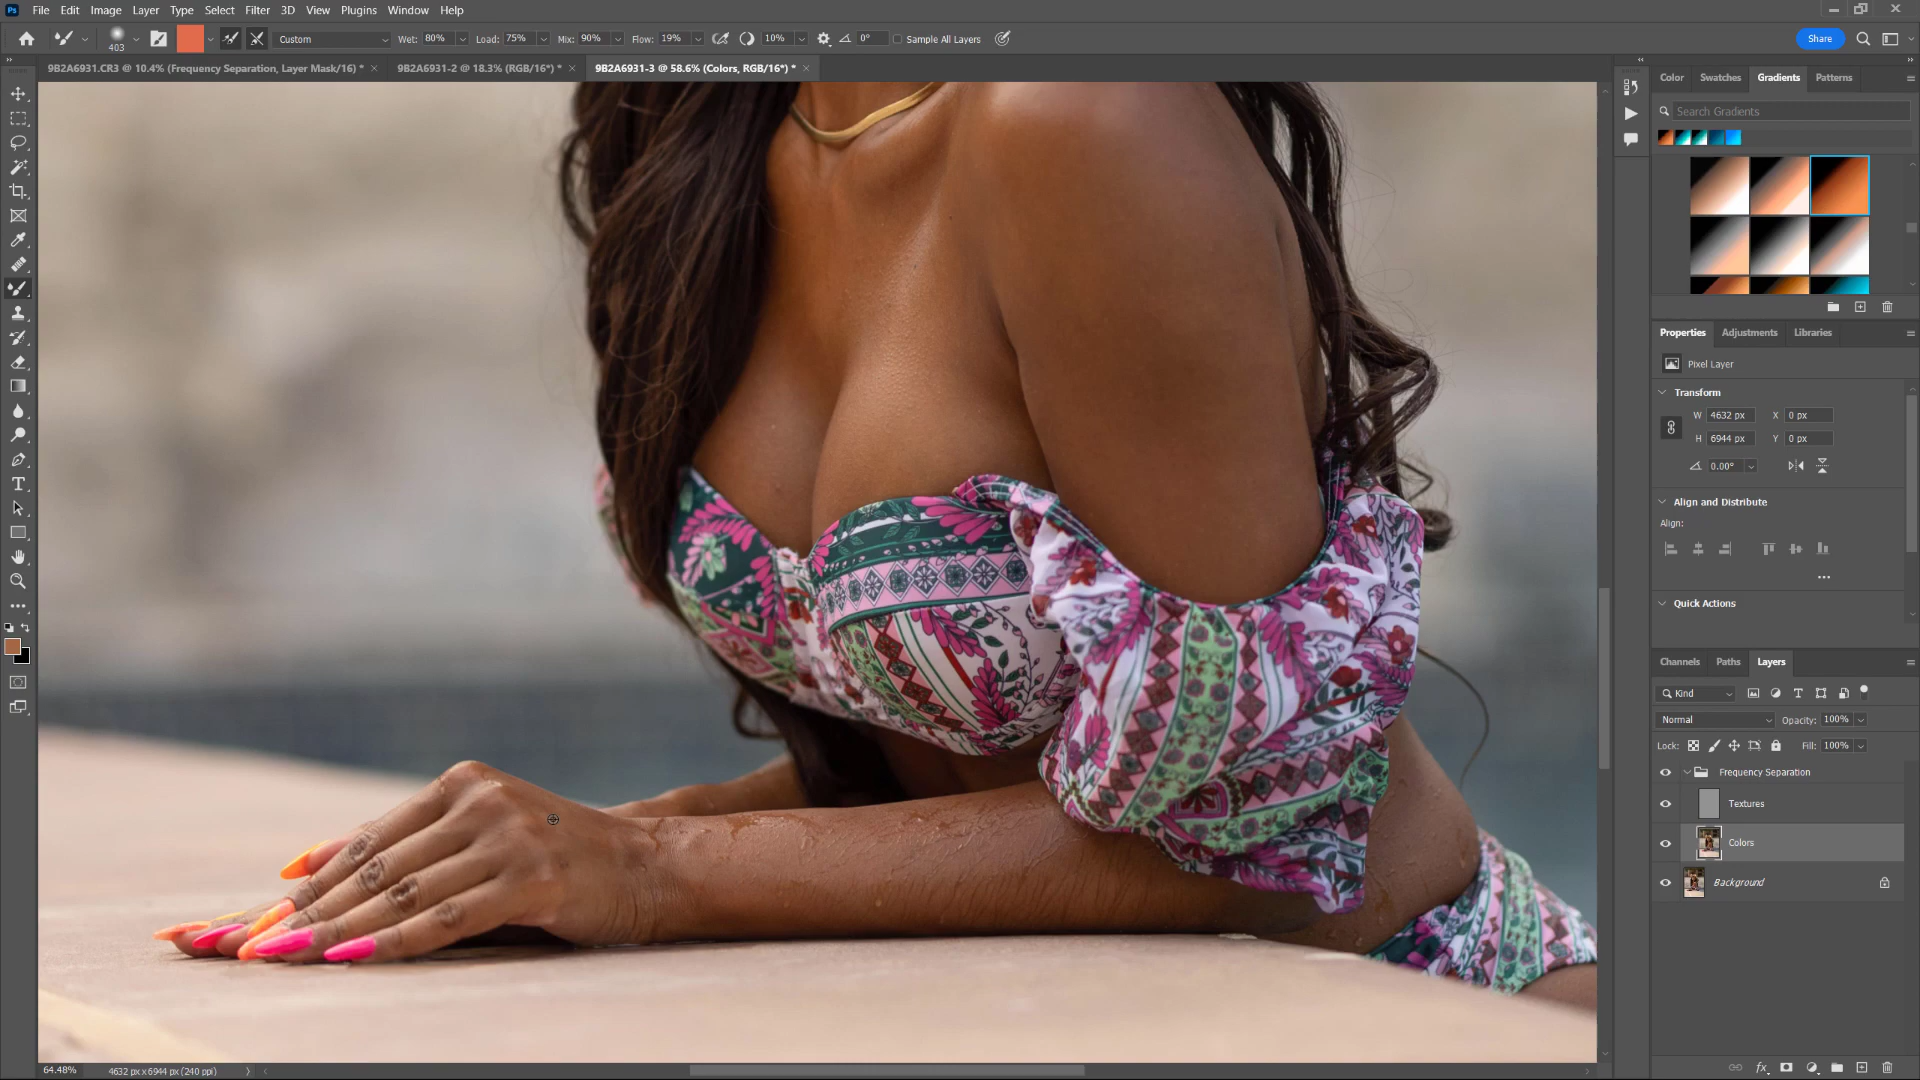 Ps File Edit Image Layer Type Select Filter 3D View Plugins Window Help
403 Custom Wet: 80% Load: 75% Mix: 90% Flow: 19% 10% 0° Sample All Layers Share
9B2A6931.CR3 @ 10.4% (Frequency Separation, Layer Mask/16) * 9B2A6931-2 @ 18.3% (RGB/16*) * 9B2A6931-3 @ 58.6% (Colors, RGB/16*) *
Color Swatches Gradients Patterns
Search Gradients
Properties Adjustments Libraries
Pixel Layer
Transform
W 4632 px X 0 px
H 6944 px Y 0 px
0.00°
Align and Distribute
Align:
Quick Actions
Channels Paths Layers
Kind
Normal Opacity: 100%
Lock: Fill: 100%
Frequency Separation
Textures
Colors
Background
64.48% 4632 px x 6944 px (240 ppi)